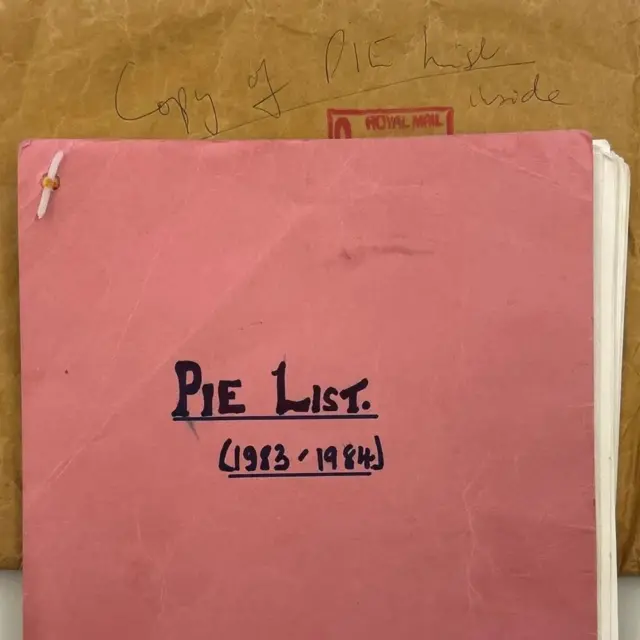 Copy of PIE List
inside
ROYAL MAIL
PIE LIST.
(1983/1984)